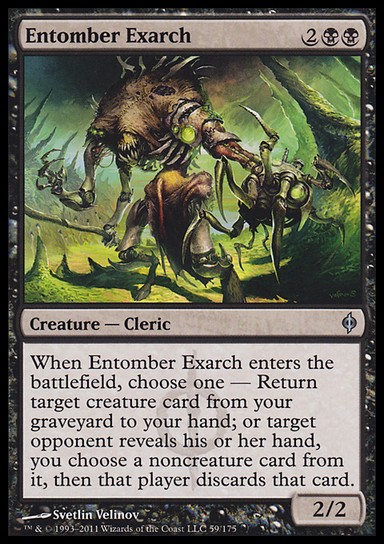 Entomber Exarch 2
Creature — Cleric
When Entomber Exarch enters the
battlefield, choose one — Return
target creature card from your
graveyard to your hand; or target
opponent reveals his or her hand,
you choose a noncreature card from
it, then that player discards that card.
2/2
Svetlin Velinov
™ & © 1993–2011 Wizards of the Coast LLC 59/175